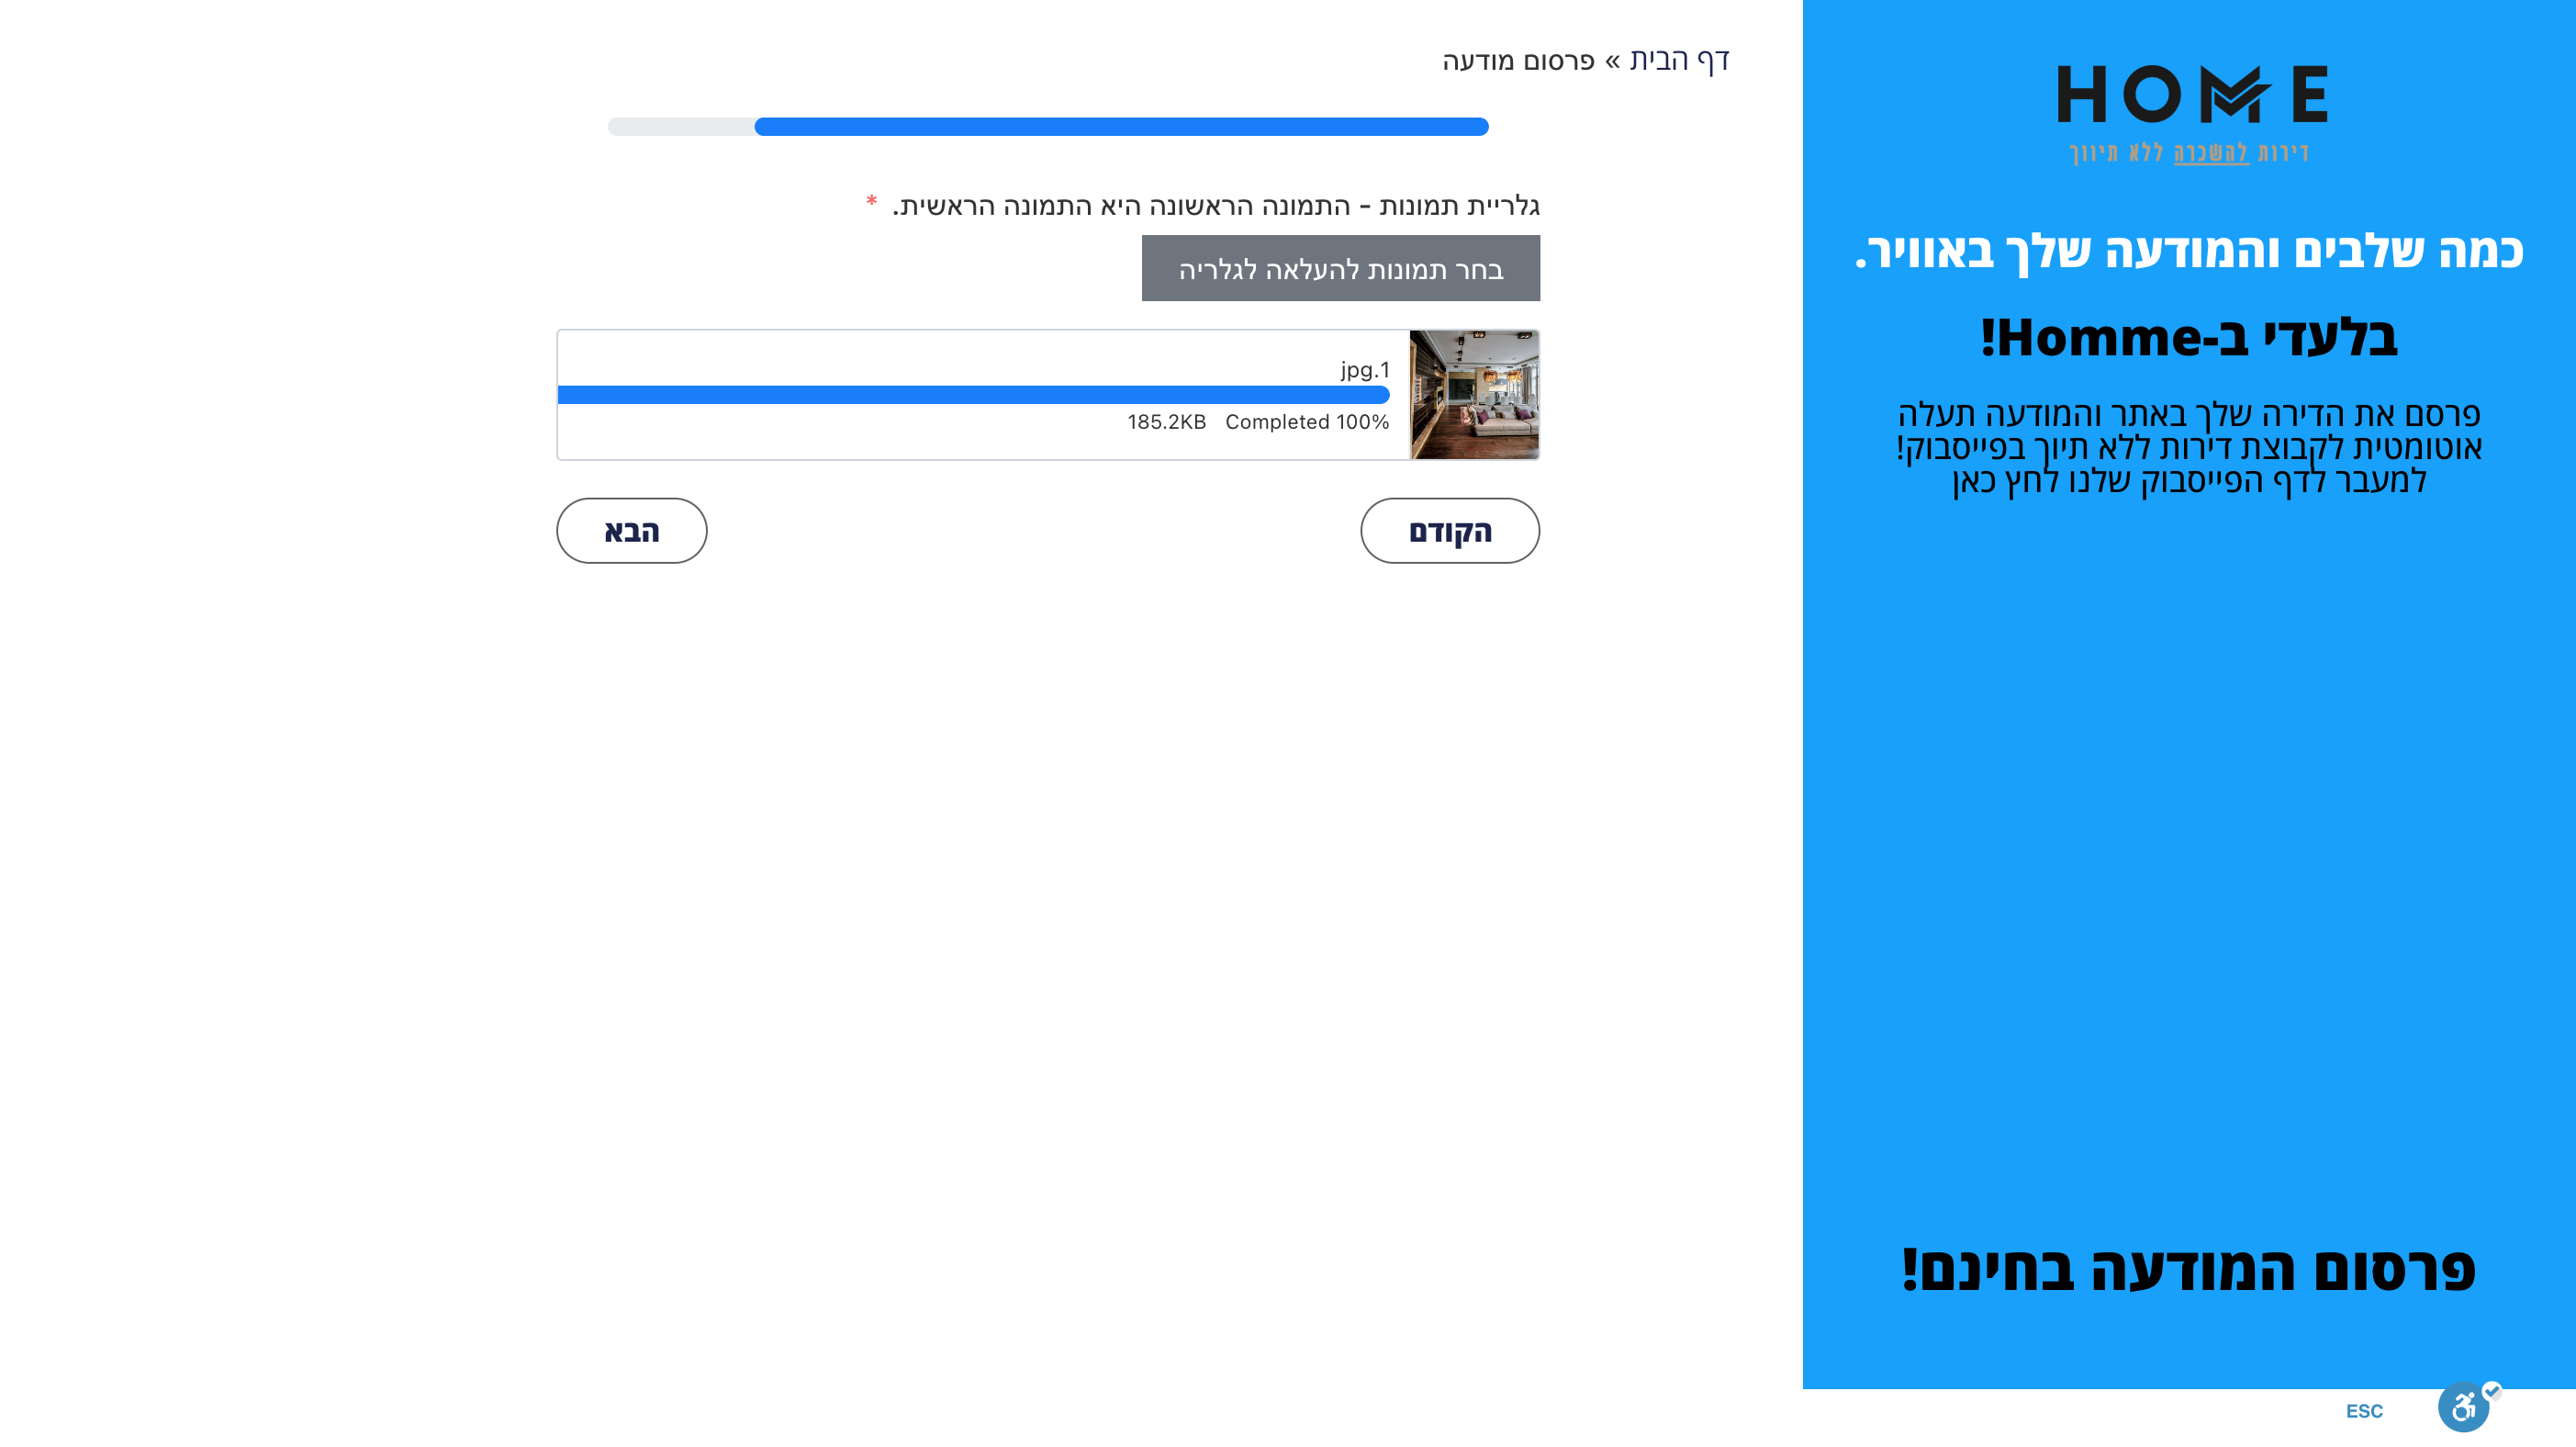 HOMME
דירות להשכרה ללא תיווך
כמה שלבים והמודעה שלך באוויר.
בלעדי ב-Homme!
פרסם את הדירה שלך באתר והמודעה תעלה
אוטומטית לקבוצת דירות ללא תיוך בפייסבוק!
למעבר לדף הפייסבוק שלנו לחץ כאן
פרסום המודעה בחינם!
דף הבית » פרסום מודעה
גלריית תמונות - התמונה הראשונה היא התמונה הראשית. *
בחר תמונות להעלאה לגלריה
jpg.1
185.2KB Completed 100%
הקודם
הבא
ESC